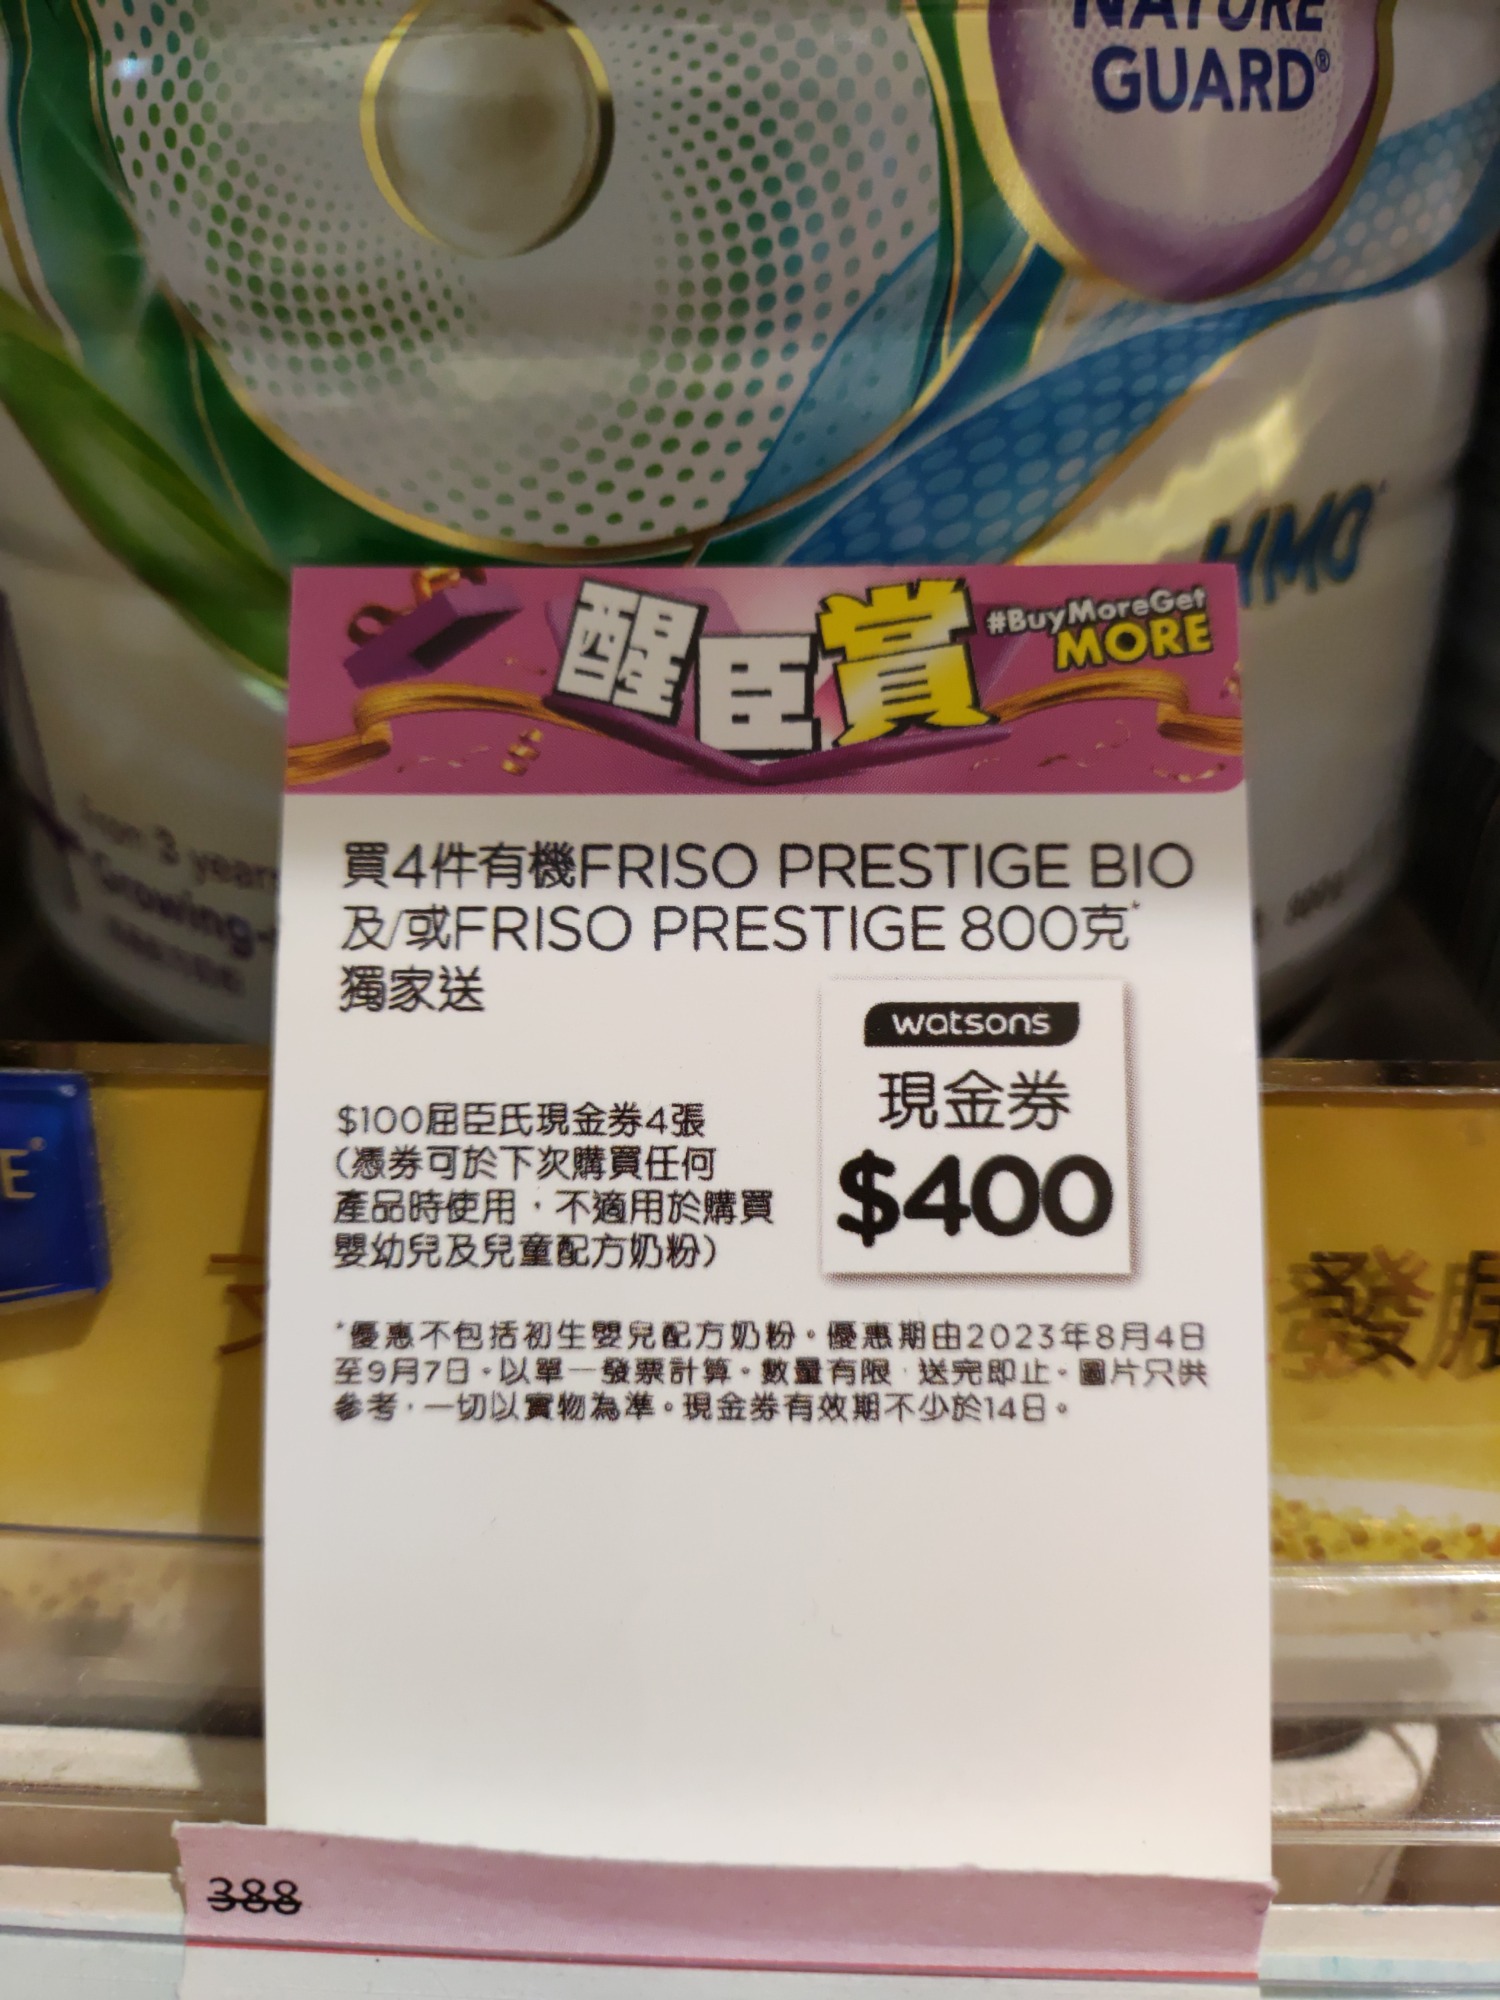 NATURE
GUARD®
HMO
醒臣賞
#BuyMoreGet
MORE
3 years
Growing-
買4件有機FRISO PRESTIGE BIO
及/或FRISO PRESTIGE 800克*
獨家送
watsons
現金券
$400
$100屈臣氏現金券4張
(憑券可於下次購買任何
產品時使用，不適用於購買
嬰幼兒及兒童配方奶粉)
*優惠不包括初生嬰兒配方奶粉。優惠期由2023年8月4日
至9月7日。以單一發票計算。數量有限，送完即止。圖片只供
參考，一切以實物為準。現金券有效期不少於14日。
E®
發展
388